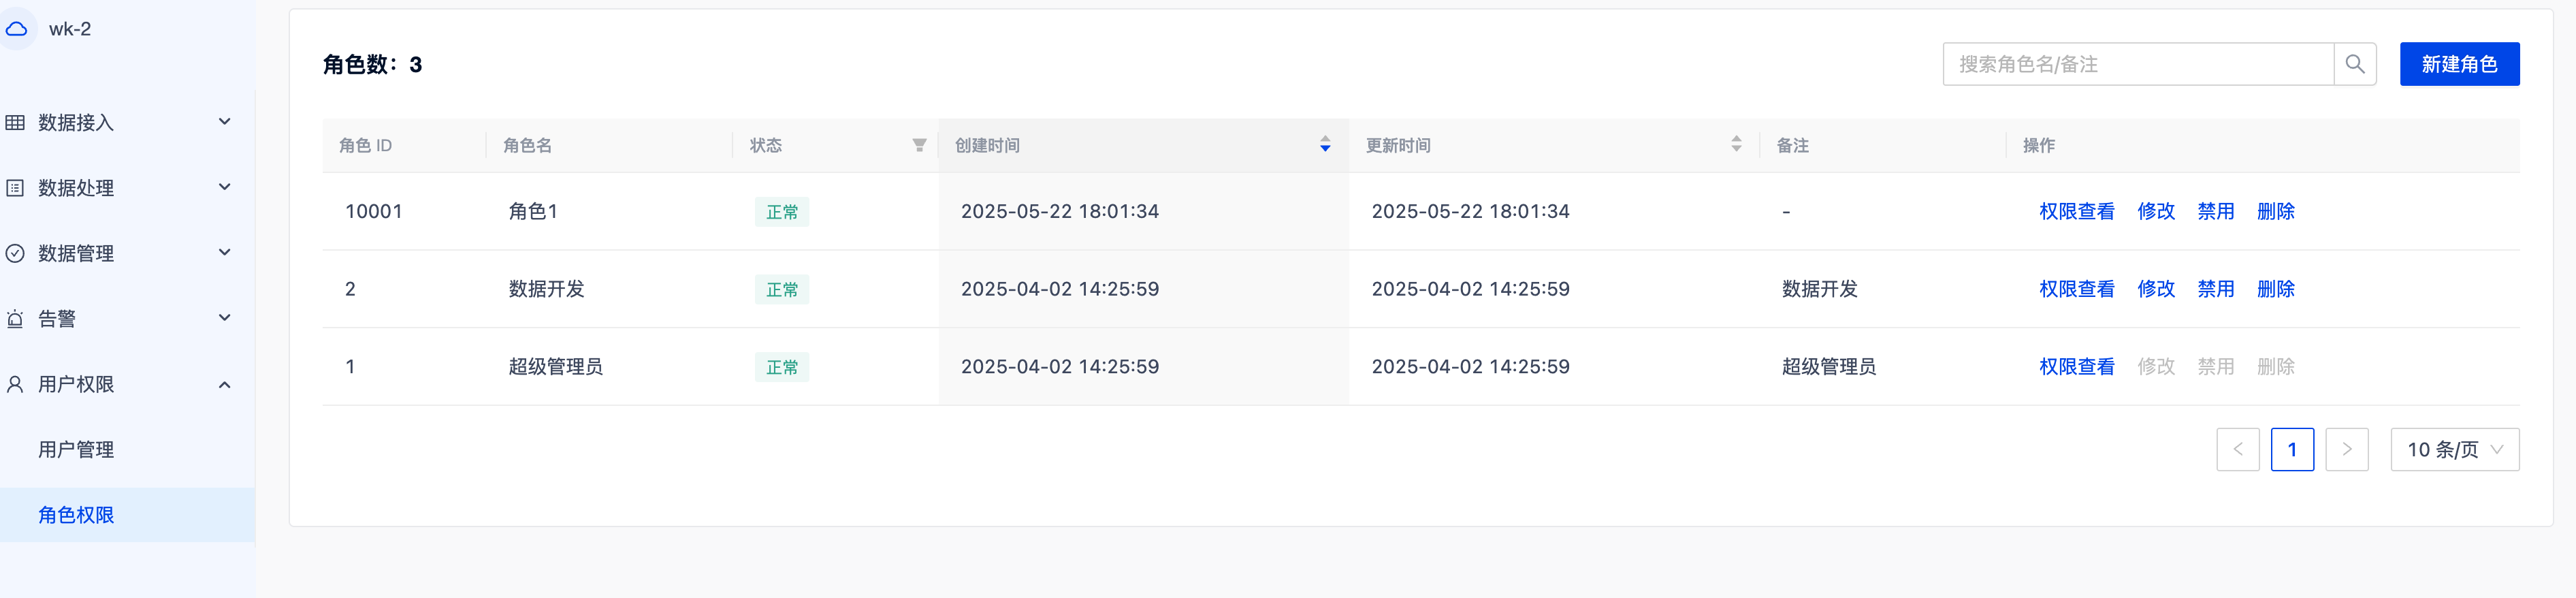 wk-2
数据接入
数据处理
数据管理
告警
用户权限
用户管理
角色权限
角色数：3
搜索角色名/备注
新建角色
角色 ID 角色名 状态 创建时间 更新时间 备注 操作
10001 角色1 正常 2025-05-22 18:01:34 2025-05-22 18:01:34 - 权限查看 修改 禁用 删除
2 数据开发 正常 2025-04-02 14:25:59 2025-04-02 14:25:59 数据开发 权限查看 修改 禁用 删除
1 超级管理员 正常 2025-04-02 14:25:59 2025-04-02 14:25:59 超级管理员 权限查看 修改 禁用 删除
1 10 条/页